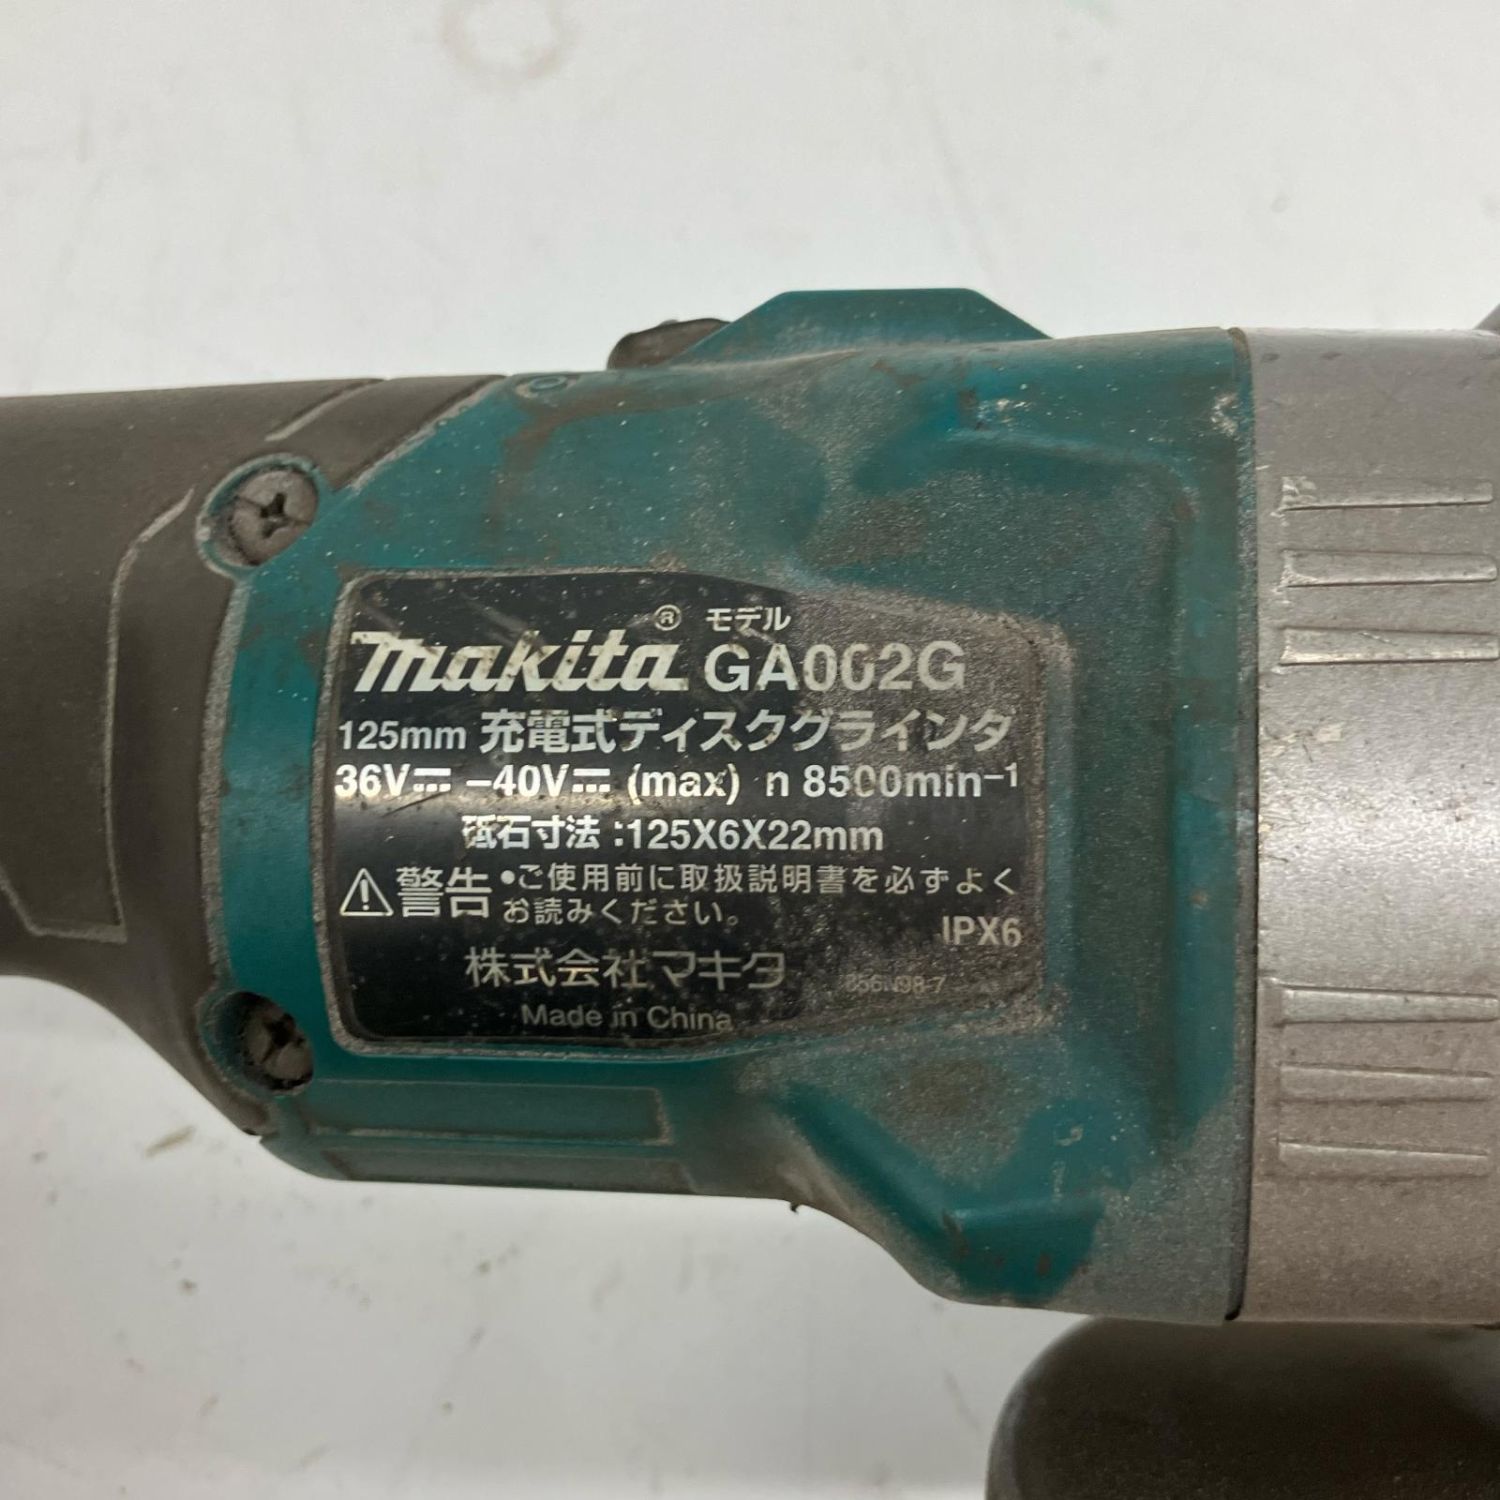 makita® モデル GA002G
125mm 充電式ディスクグラインダ
36V⎓ -40V⎓ (max) n 8500min⁻¹
砥石寸法:125X6X22mm
⚠警告 •ご使用前に取扱説明書を必ずよく
お読みください。
IPX6
株式会社マキタ
Made in China